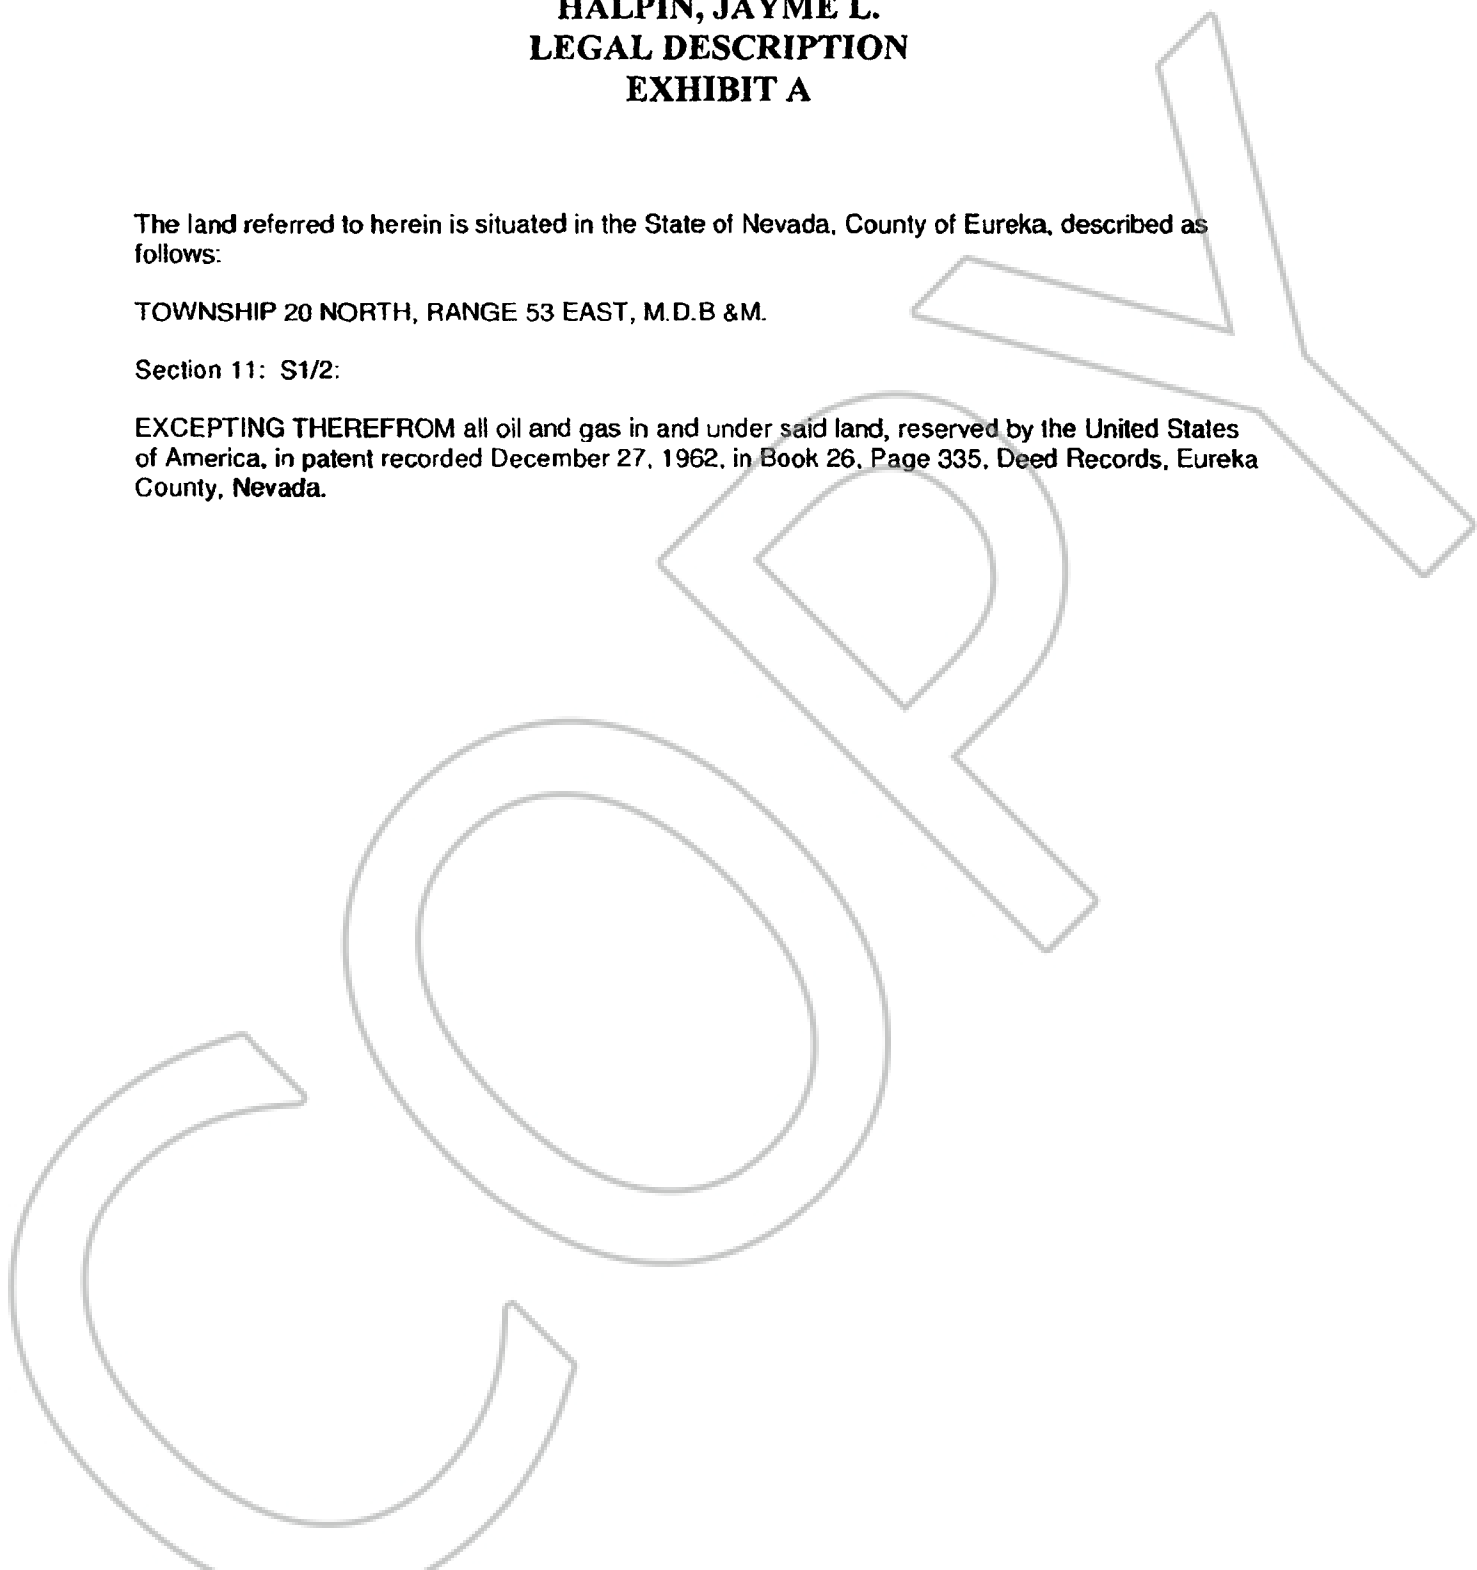 HALPIN, JAYME L.
LEGAL DESCRIPTION
EXHIBIT A
The land referred to herein is situated in the State of Nevada, County of Eureka, described as
follows:
TOWNSHIP 20 NORTH, RANGE 53 EAST, M.D.B &M.
Section 11: S1/2:
EXCEPTING THEREFROM all oil and gas in and under said land, reserved by the United States
of America, in patent recorded December 27, 1962, in Book 26, Page 335, Deed Records, Eureka
County, Nevada.
COPY